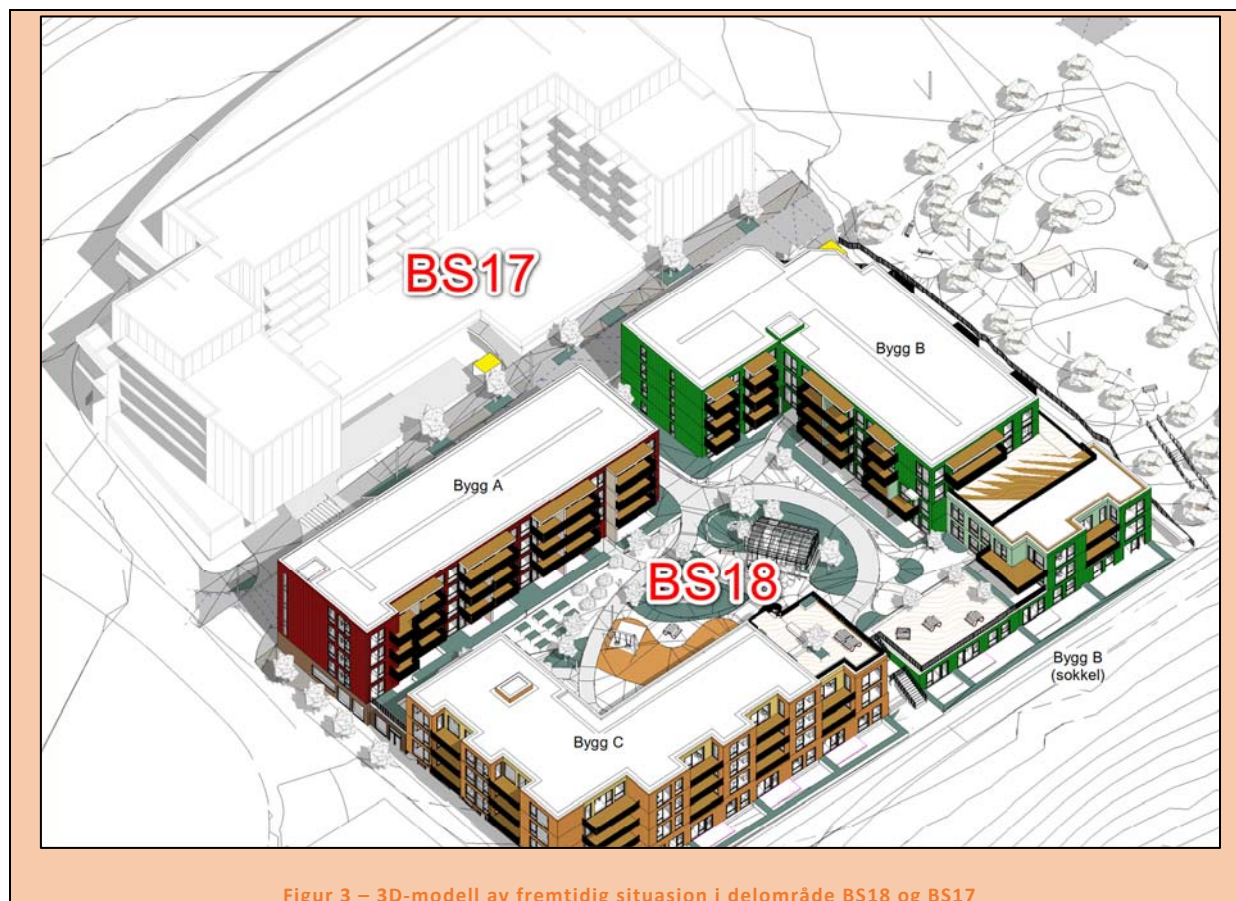 BS17
Bygg B
Bygg A
BS18
Bygg B
(sokkel)
Bygg C
Figur 3 – 3D-modell av fremtidig situasjon i delområde BS18 og BS17